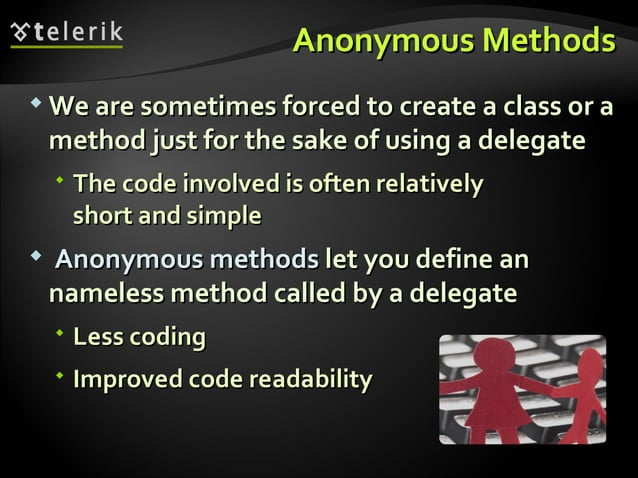 telerik
Anonymous Methods
We are sometimes forced to create a class or a
method just for the sake of using a delegate
The code involved is often relatively
short and simple
Anonymous methods let you define an
nameless method called by a delegate
Less coding
Improved code readability